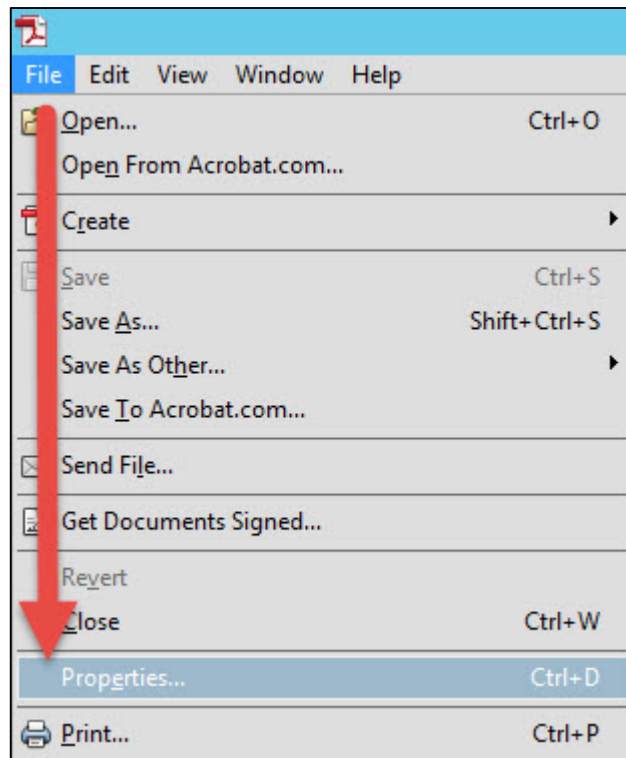 File Edit View Window Help
Open... Ctrl+O
Open From Acrobat.com...
Create
Save Ctrl+S
Save As... Shift+Ctrl+S
Save As Other...
Save To Acrobat.com...
Send File...
Get Documents Signed...
Revert
Close Ctrl+W
Properties... Ctrl+D
Print... Ctrl+P